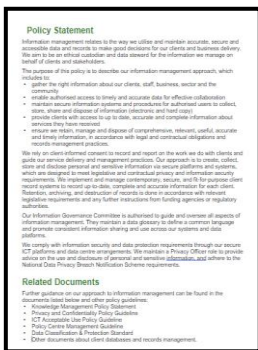 Policy Statement
Information management relates to the way we utilise and maintain accurate, secure and
accessible data and records to make good decisions for our clients and business delivery.
We aim to be an ethical custodian and data steward for the information we manage on
behalf of clients and stakeholders.
The purpose of this policy is to describe our information management approach, which
includes to:
• gather the right information about our clients, staff, business, sector and the
community
• enable authorised access to timely and accurate data for effective collaboration
• maintain secure information systems and procedures for authorised users to collect,
store, share and dispose of information (electronic and hard copy)
• provide clients with access to up to date, accurate and complete information about
services they have received
• ensure we retain, manage and dispose of comprehensive, relevant, useful, accurate
and timely information, in accordance with legal and contractual obligations and
records management practices.
We rely on client-informed consent to record and report on the work we do with clients and
guide our service delivery and management practices. Our approach is to create, collect,
store and disclose personal and sensitive information via secure platforms and systems,
which are designed to meet legislative and contractual privacy and information security
requirements. We implement and manage contemporary, secure, and fit-for-purpose client
record systems to record up-to-date, complete and accurate information for each client.
Retention, archiving, and destruction of records is done in accordance with relevant
legislative requirements and any further instructions from funding agencies or regulatory
authorities.
Our Information Governance Committee is authorised to guide and oversee all aspects of
information management. They maintain a data glossary to define a common language
and promote consistent information sharing and use across our systems and data
platforms.
We comply with information security and data protection requirements through our secure
ICT platforms and data centre arrangements. We maintain a Privacy Officer role to provide
advice on the use and disclosure of personal and sensitive information, and adhere to the
National Data Privacy Breach Notification Scheme requirements.
Related Documents
Further guidance on our approach to information management can be found in the
documents listed below and other policy guidelines:
• Knowledge Management Policy Statement
• Privacy and Confidentiality Policy Guideline
• ICT Acceptable Use Policy Guideline
• Policy Centre Management Guideline
• Data Classification & Protection Standard
• Other documents about client databases and records management.